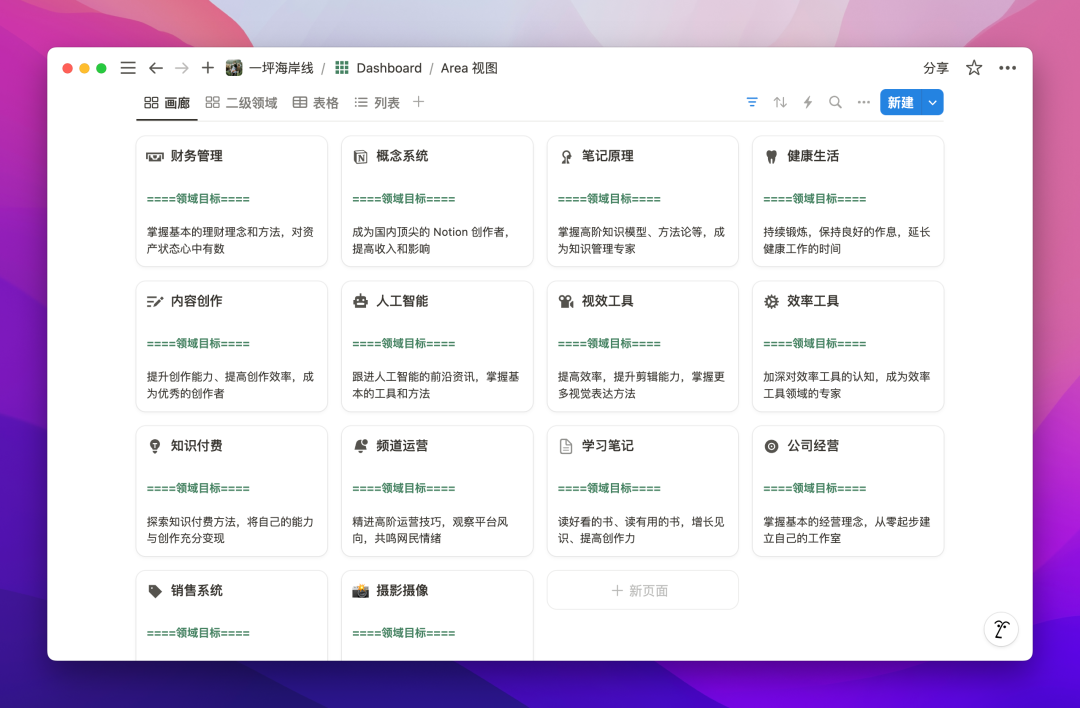 一坪海岸线 / Dashboard / Area 视图
分享
画廊 二级领域 表格 列表
新建
财务管理
====领域目标====
掌握基本的理财理念和方法，对资
产状态心中有数
概念系统
====领域目标====
成为国内顶尖的 Notion 创作者，
提高收入和影响
笔记原理
====领域目标====
掌握高阶知识模型、方法论等，成
为知识管理专家
健康生活
====领域目标====
持续锻炼，保持良好的作息，延长
健康工作的时间
内容创作
====领域目标====
提升创作能力、提高创作效率，成
为优秀的创作者
人工智能
====领域目标====
跟进人工智能的前沿资讯，掌握基
本的工具和方法
视效工具
====领域目标====
提高效率，提升剪辑能力，掌握更
多视觉表达方法
效率工具
====领域目标====
加深对效率工具的认知，成为效率
工具领域的专家
知识付费
====领域目标====
探索知识付费方法，将自己的能力
与创作充分变现
频道运营
====领域目标====
精进高阶运营技巧，观察平台风
向，共鸣网民情绪
学习笔记
====领域目标====
读好看的书、读有用的书，增长见
识、提高创作力
公司经营
====领域目标====
掌握基本的经营理念，从零起步建
立自己的工作室
销售系统
====领域目标====
摄影摄像
====领域目标====
新页面